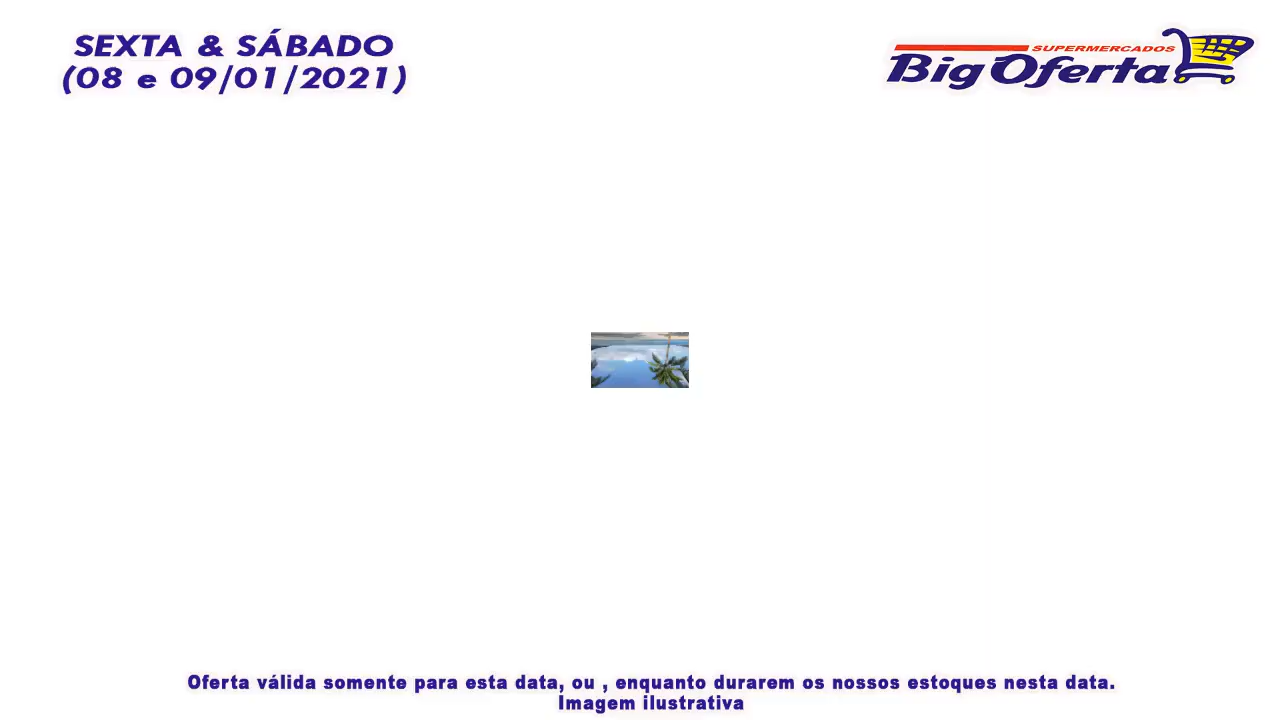 SEXTA & SÁBADO
(08 e 09/01/2021)
SUPERMERCADOS
Big Oferta
Oferta válida somente para esta data, ou , enquanto durarem os nossos estoques nesta data.
Imagem ilustrativa